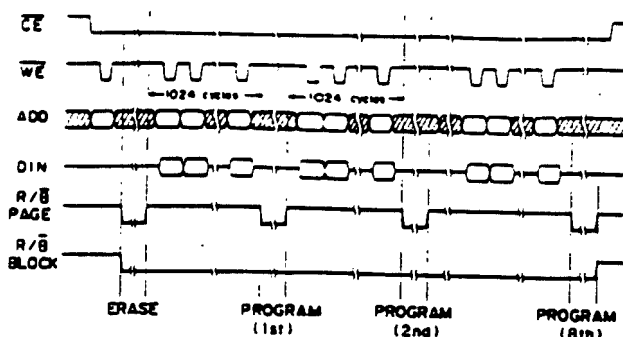 CE
WE
1024 cycles
1024 cycles
ADD
DIN
R/B
PAGE
R/B
BLOCK
ERASE
PROGRAM
(1st)
PROGRAM
(2nd)
PROGRAM
(8th)